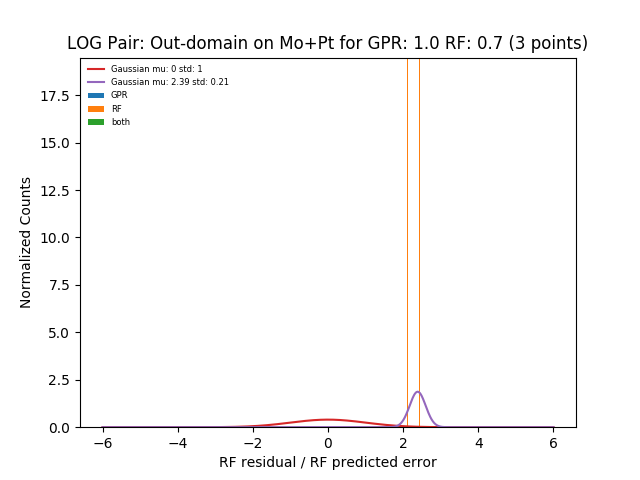 LOG Pair: Out-domain on Mo+Pt for GPR: 1.0 RF: 0.7 (3 points)
Gaussian mu: 0 std: 1
Gaussian mu: 2.39 std: 0.21
GPR
RF
both
Normalized Counts
17.5
15.0
12.5
10.0
7.5
5.0
2.5
0.0
−6 −4 −2 0 2 4 6
RF residual / RF predicted error